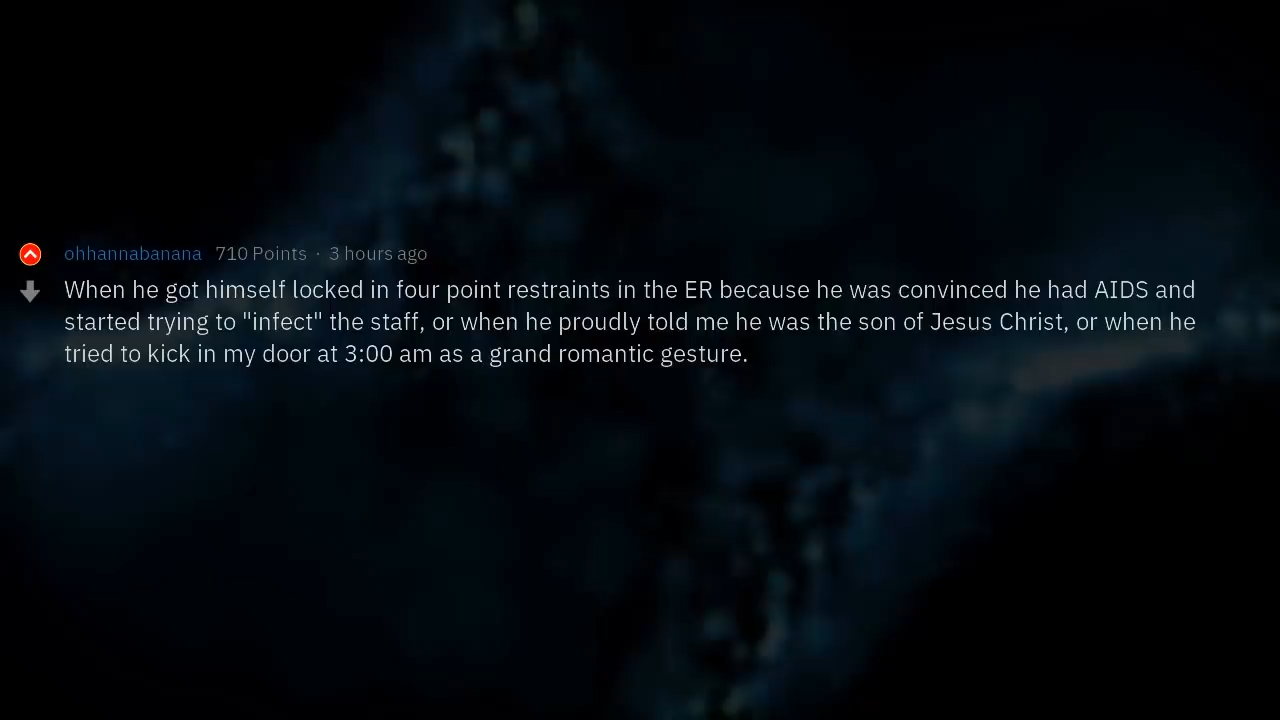 ohhannabanana 710 Points · 3 hours ago
When he got himself locked in four point restraints in the ER because he was convinced he had AIDS and
started trying to "infect" the staff, or when he proudly told me he was the son of Jesus Christ, or when he
tried to kick in my door at 3:00 am as a grand romantic gesture.